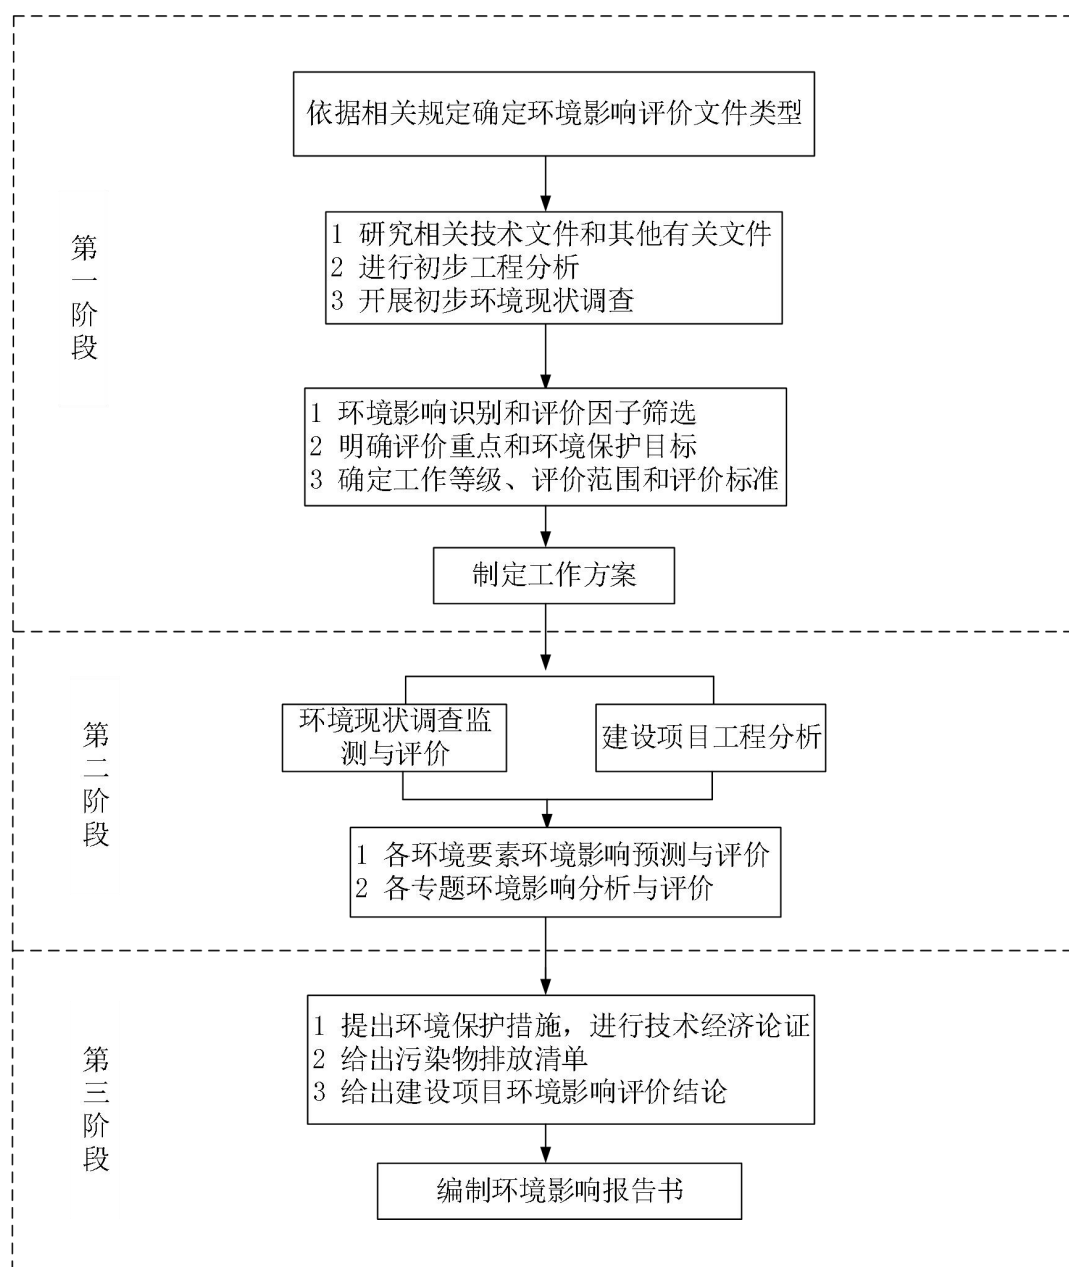 依据相关规定确定环境影响评价文件类型
第一阶段
1 研究相关技术文件和其他有关文件
2 进行初步工程分析
3 开展初步环境现状调查
1 环境影响识别和评价因子筛选
2 明确评价重点和环境保护目标
3 确定工作等级、评价范围和评价标准
制定工作方案
第二阶段
环境现状调查监
测与评价
建设项目工程分析
1 各环境要素环境影响预测与评价
2 各专题环境影响分析与评价
第三阶段
1 提出环境保护措施，进行技术经济论证
2 给出污染物排放清单
3 给出建设项目环境影响评价结论
编制环境影响报告书